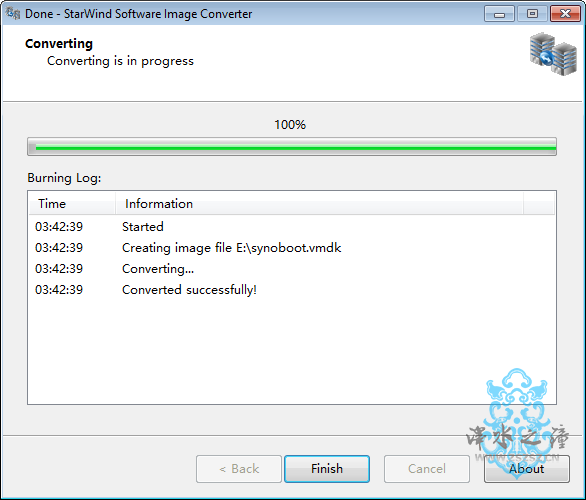 Done - StarWind Software Image Converter
Converting
Converting is in progress
100%
Burning Log:
Time Information
03:42:39 Started
03:42:39 Creating image file E:\synoboot.vmdk
03:42:39 Converting...
03:42:39 Converted successfully!
< Back Finish Cancel About